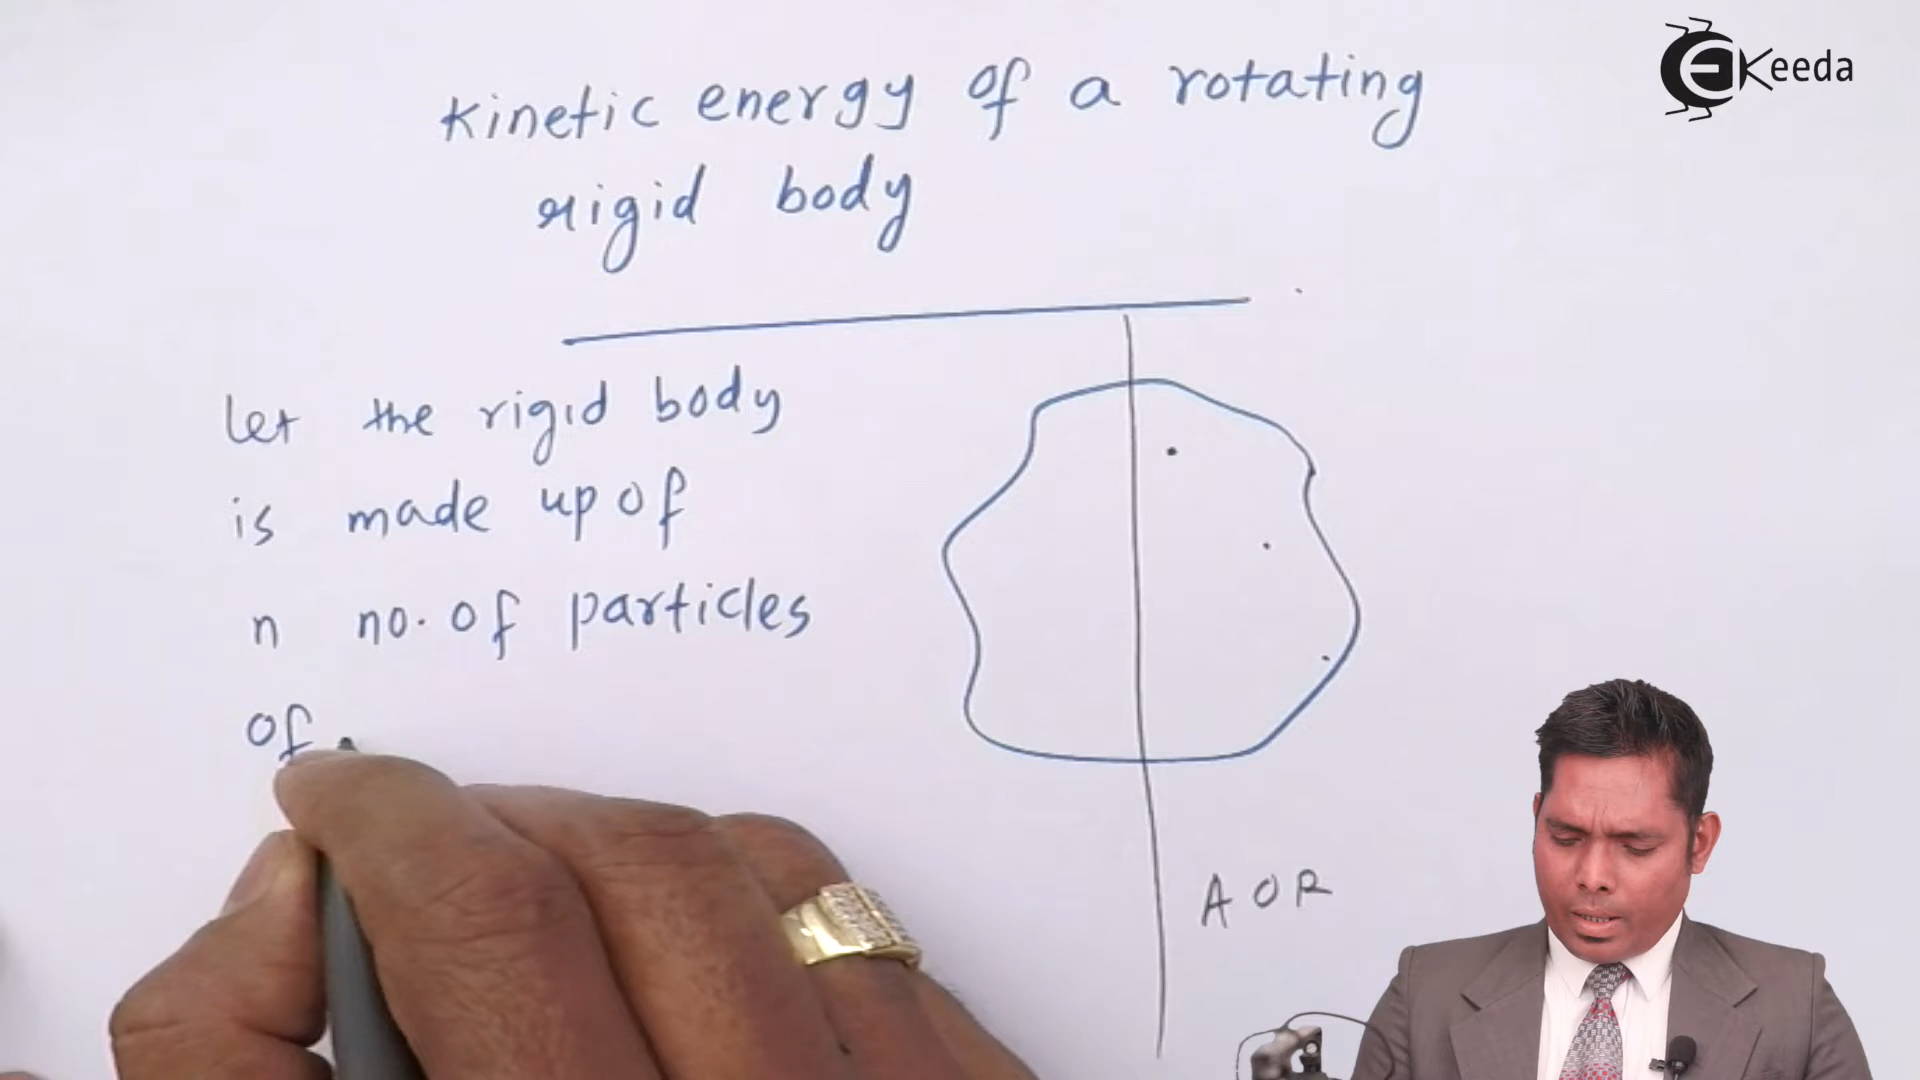 Kinetic energy of a rotating
rigid body
let the rigid body
is made up of
n no. of particles
of
AOR
EKeeda